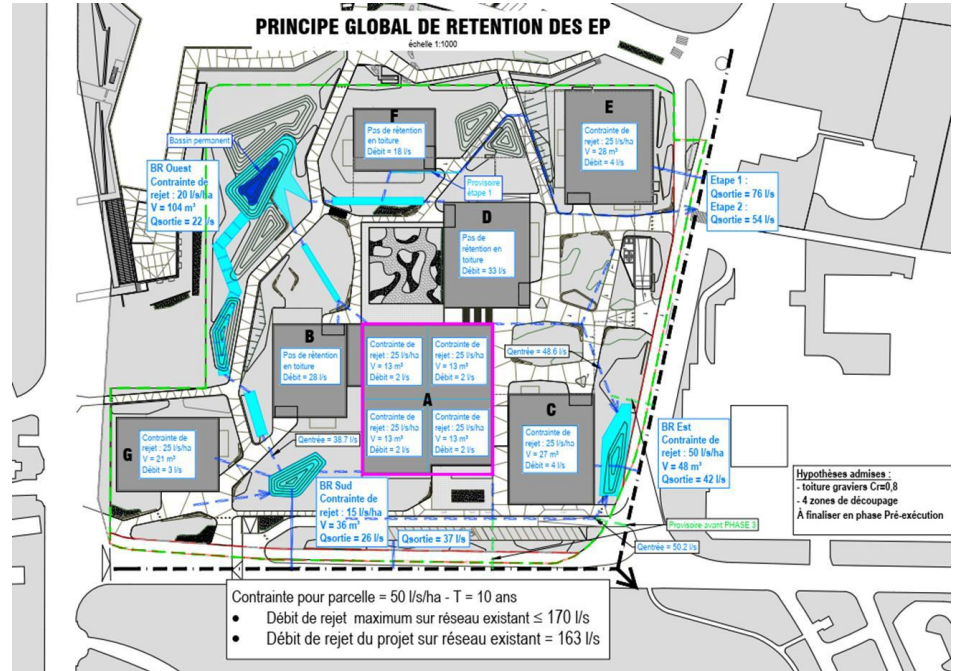 PRINCIPE GLOBAL DE RETENTION DES EP
échelle 1:1000
F
Pas de
rétention
en toiture
Débit = 18 l/s
E
Contrainte de
rejet : 25 l/s/ha
V = 28 m³
Débit = 4 l/s
Bassin permanent
BR Ouest
Contrainte de
rejet : 20 l/s/ha
V = 104 m³
Qsortie = 22 l/s
Provisoire
étape 1
Etape 1 :
Qsortie = 76 l/s
Etape 2 :
Qsortie = 54 l/s
D
Pas de
rétention en
toiture
Débit = 33 l/s
B
Pas de rétention
en toiture
Débit = 28 l/s
Contrainte de
rejet : 25 l/s/ha
V = 13 m³
Débit = 2 l/s
Contrainte de
rejet : 25 l/s/ha
V = 13 m³
Débit = 2 l/s
Qentrée = 48.6 l/s
A
Contrainte de
rejet : 25 l/s/ha
V = 13 m³
Débit = 2 l/s
Contrainte de
rejet : 25 l/s/ha
V = 13 m³
Débit = 2 l/s
C
Contrainte de
rejet : 25 l/s/ha
V = 27 m³
Débit = 4 l/s
BR Est
Contrainte de
rejet : 50 l/s/ha
V = 48 m³
Qsortie = 42 l/s
G
Contrainte de
rejet : 25 l/s/ha
V = 21 m³
Débit = 3 l/s
Qentrée = 38.7 l/s
BR Sud
Contrainte de
rejet : 15 l/s/ha
V = 36 m³
Qsortie = 26 l/s
Qsortie = 37 l/s
Hypothèses admises :
- toiture graviers Cr=0,8
- 4 zones de découpage
À finaliser en phase Pré-exécution
Provisoire avant PHASE 3
Qentrée = 50.2 l/s
Contrainte pour parcelle = 50 l/s/ha - T = 10 ans
• Débit de rejet maximum sur réseau existant ≤ 170 l/s
• Débit de rejet du projet sur réseau existant = 163 l/s